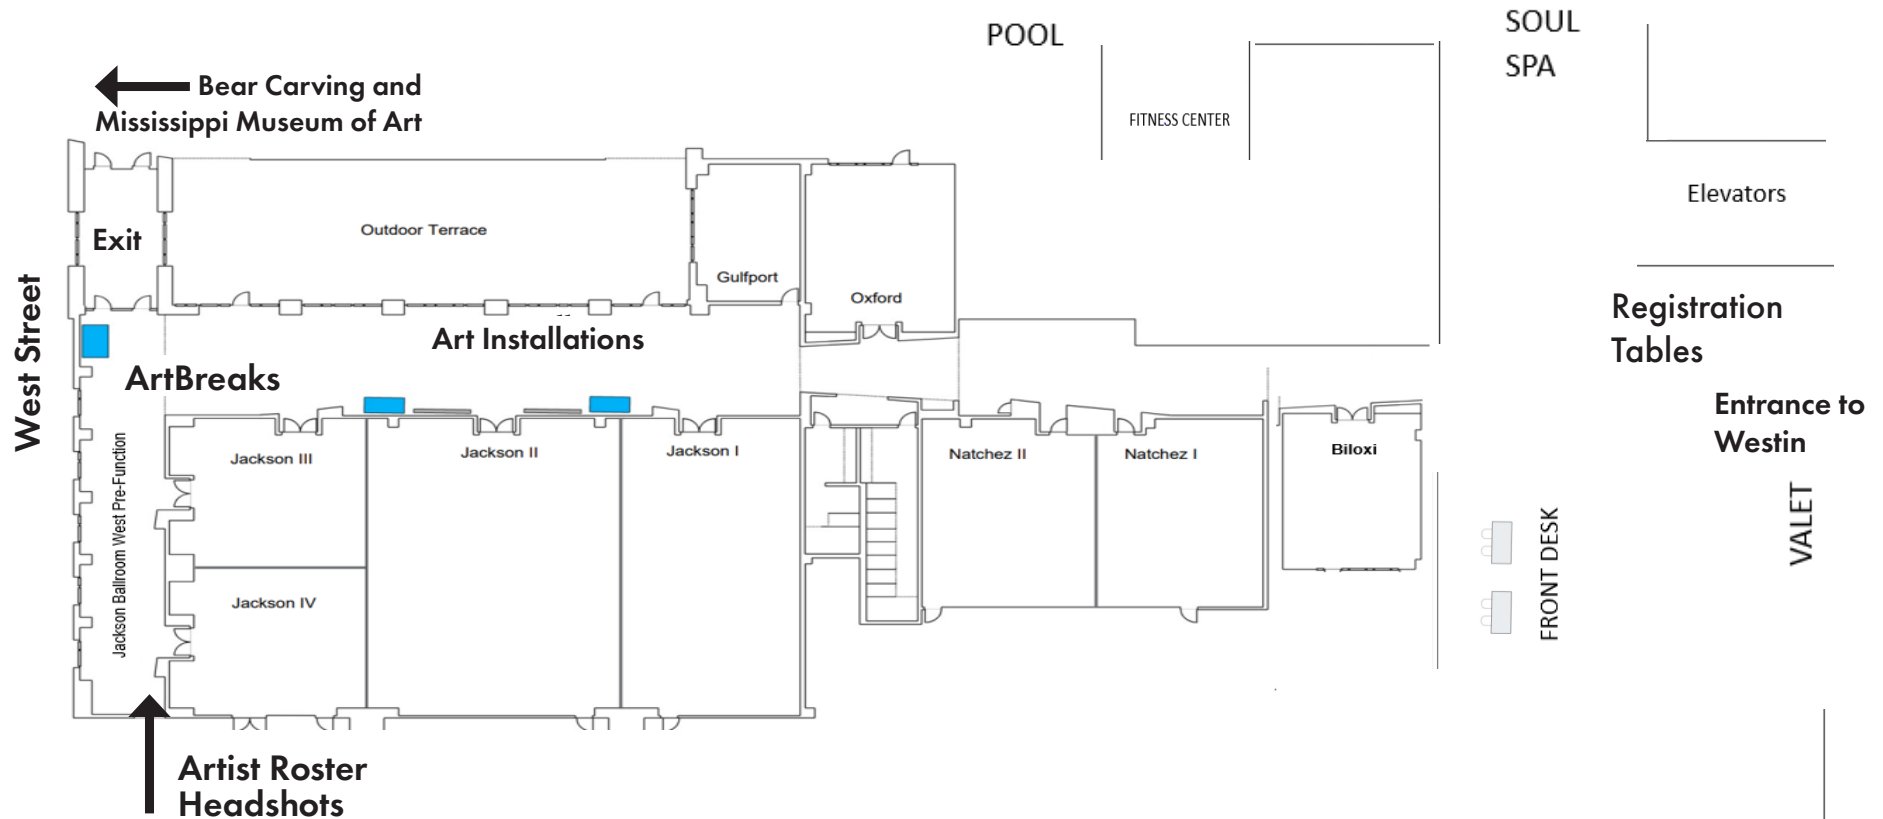 POOL
SOUL
SPA
Bear Carving and
Mississippi Museum of Art
FITNESS CENTER
Elevators
Outdoor Terrace
Exit
Gulfport
Oxford
West Street
Registration
Tables
Art Installations
ArtBreaks
Entrance to
Westin
Jackson III
Jackson II
Jackson I
Natchez II
Natchez I
Biloxi
Jackson Ballroom West Pre-Function
VALET
FRONT DESK
Jackson IV
Artist Roster
Headshots